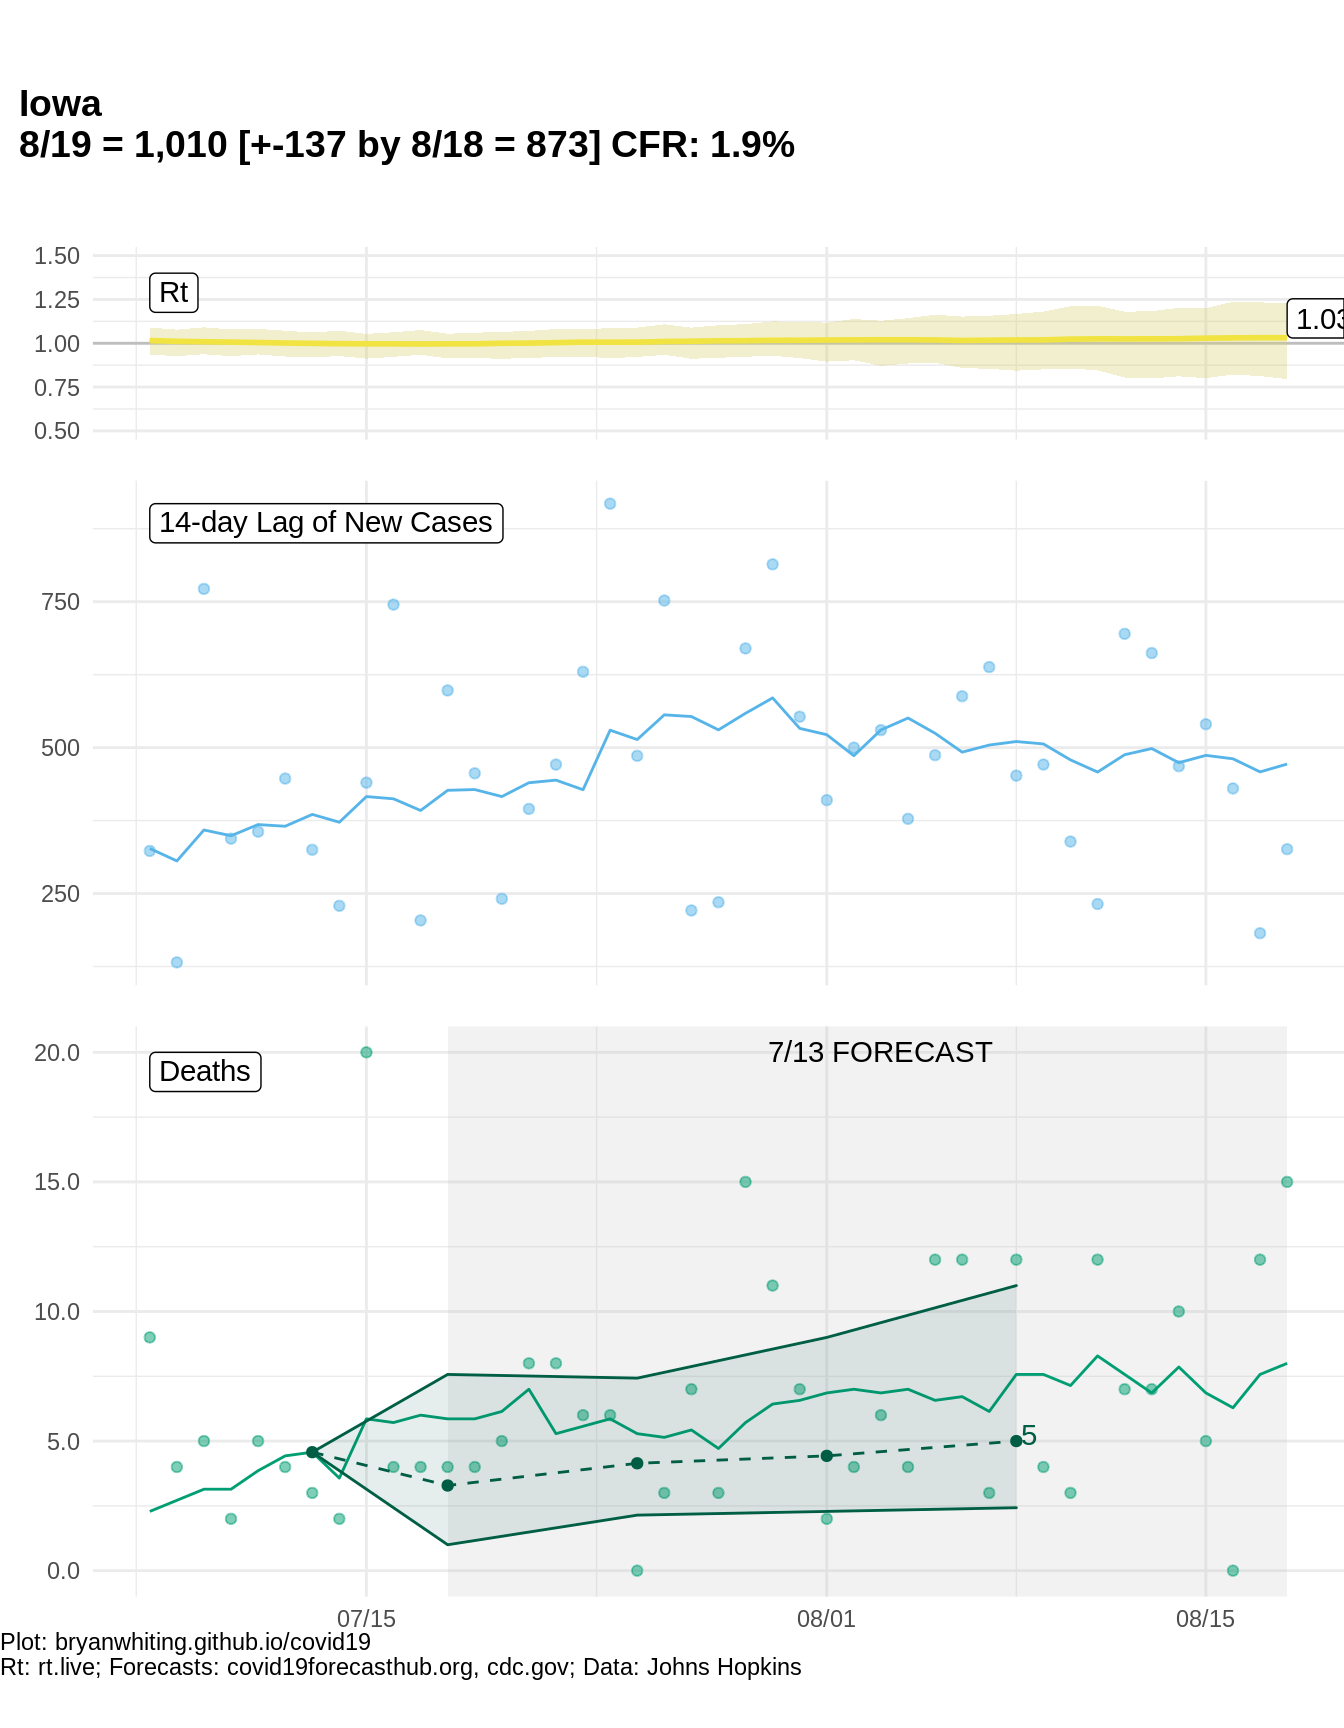 Iowa
8/19 = 1,010 [+-137 by 8/18 = 873] CFR: 1.9%
1.50
1.25
1.00
0.75
0.50
Rt
1.03
14-day Lag of New Cases
750
500
250
Deaths
7/13 FORECAST
20.0
15.0
10.0
5.0
0.0
5
07/15
08/01
08/15
Plot: bryanwhiting.github.io/covid19
Rt: rt.live; Forecasts: covid19forecasthub.org, cdc.gov; Data: Johns Hopkins